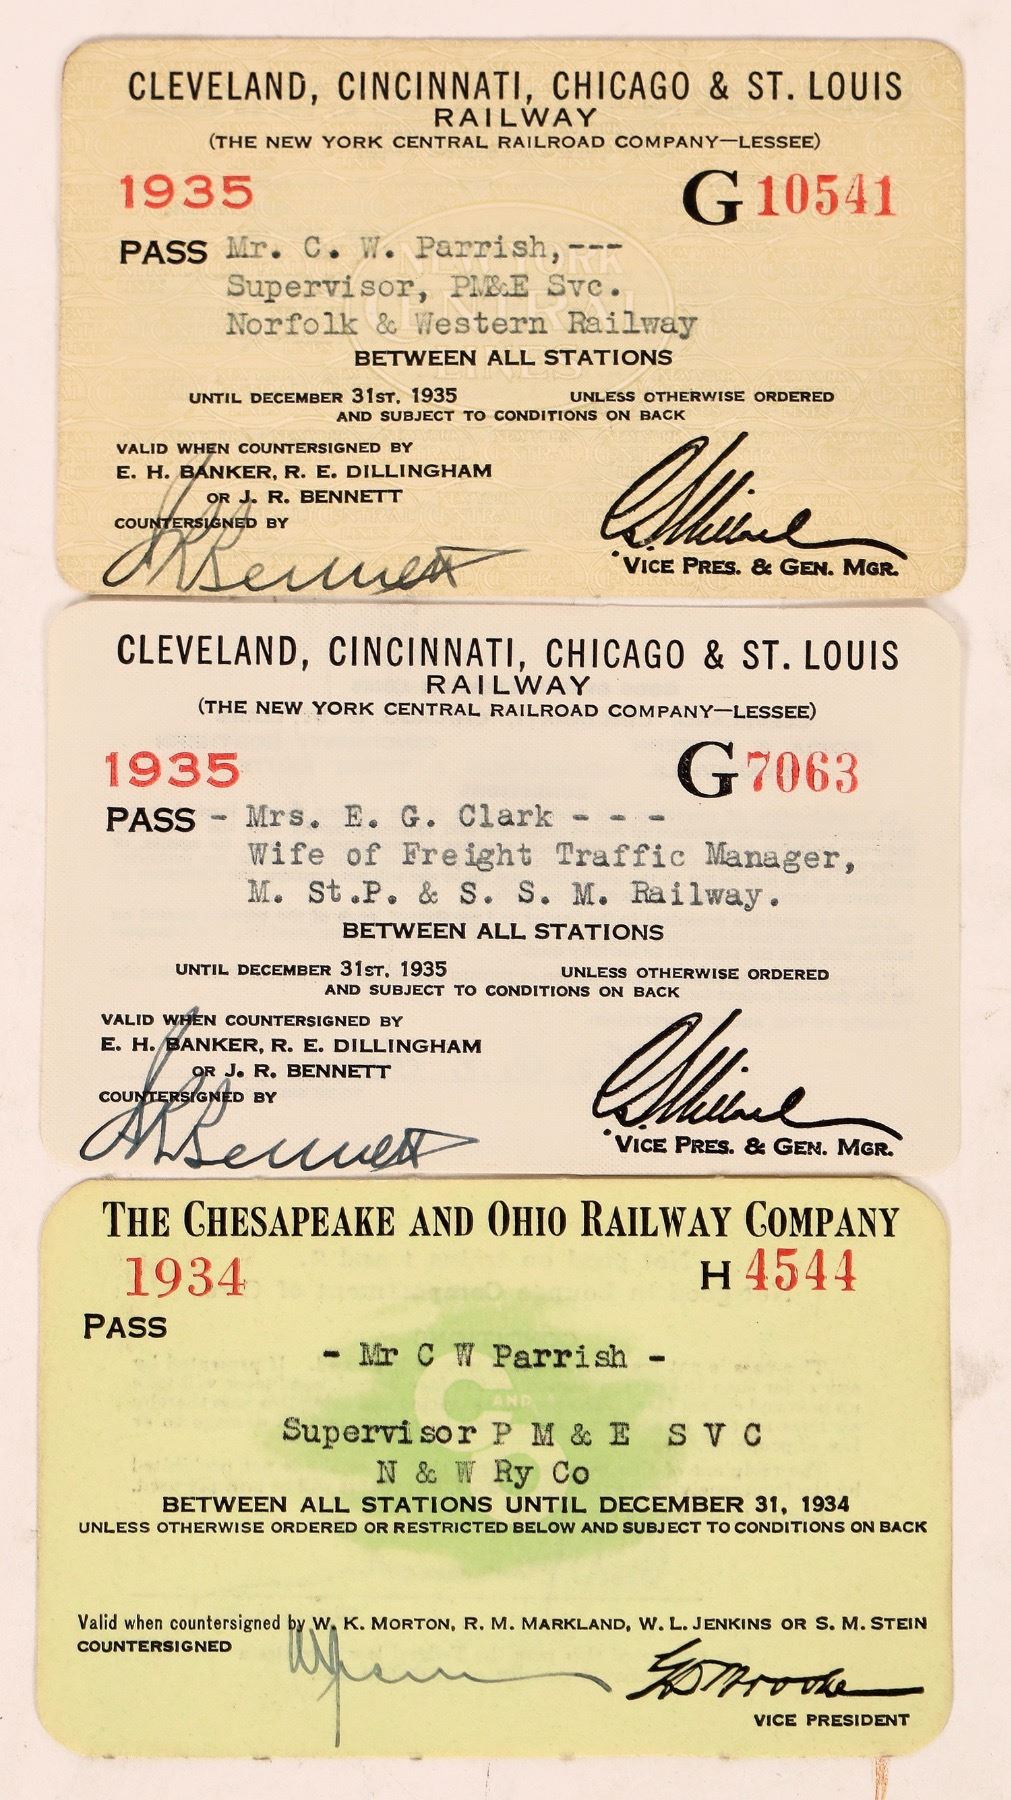 CLEVELAND, CINCINNATI, CHICAGO & ST. LOUIS
RAILWAY
(THE NEW YORK CENTRAL RAILROAD COMPANY—LESSEE)
1935 G 10541
PASS Mr. C. W. Parrish,---
Supervisor, PM&E Svc.
Norfolk & Western Railway
BETWEEN ALL STATIONS
UNTIL DECEMBER 31ST, 1935 UNLESS OTHERWISE ORDERED
AND SUBJECT TO CONDITIONS ON BACK
VALID WHEN COUNTERSIGNED BY
E. H. BANKER, R. E. DILLINGHAM
OR J. R. BENNETT
COUNTERSIGNED BY
J R Bennett
VICE PRES. & GEN. MGR.
CLEVELAND, CINCINNATI, CHICAGO & ST. LOUIS
RAILWAY
(THE NEW YORK CENTRAL RAILROAD COMPANY—LESSEE)
1935 G 7063
PASS - Mrs. E. G. Clark - - -
Wife of Freight Traffic Manager,
M. St.P. & S. S. M. Railway.
BETWEEN ALL STATIONS
UNTIL DECEMBER 31ST, 1935 UNLESS OTHERWISE ORDERED
AND SUBJECT TO CONDITIONS ON BACK
VALID WHEN COUNTERSIGNED BY
E. H. BANKER, R. E. DILLINGHAM
OR J. R. BENNETT
COUNTERSIGNED BY
J R Bennett
VICE PRES. & GEN. MGR.
THE CHESAPEAKE AND OHIO RAILWAY COMPANY
1934 H 4544
PASS
- Mr C W Parrish -
Supervisor P M & E S V C
N & W Ry Co
BETWEEN ALL STATIONS UNTIL DECEMBER 31, 1934
UNLESS OTHERWISE ORDERED OR RESTRICTED BELOW AND SUBJECT TO CONDITIONS ON BACK
Valid when countersigned by W. K. MORTON, R. M. MARKLAND, W. L. JENKINS OR S. M. STEIN
COUNTERSIGNED
VICE PRESIDENT